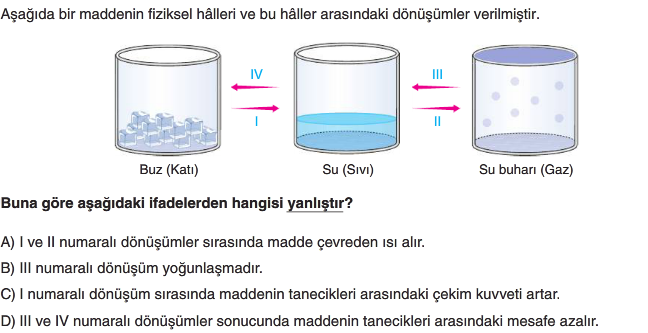 Aşağıda bir maddenin fiziksel hâlleri ve bu hâller arasındaki dönüşümler verilmiştir.
IV
III
I
II
Buz (Katı)
Su (Sıvı)
Su buharı (Gaz)
Buna göre aşağıdaki ifadelerden hangisi yanlıştır?
A) I ve II numaralı dönüşümler sırasında madde çevreden ısı alır.
B) III numaralı dönüşüm yoğunlaşmadır.
C) I numaralı dönüşüm sırasında maddenin tanecikleri arasındaki çekim kuvveti artar.
D) III ve IV numaralı dönüşümler sonucunda maddenin tanecikleri arasındaki mesafe azalır.